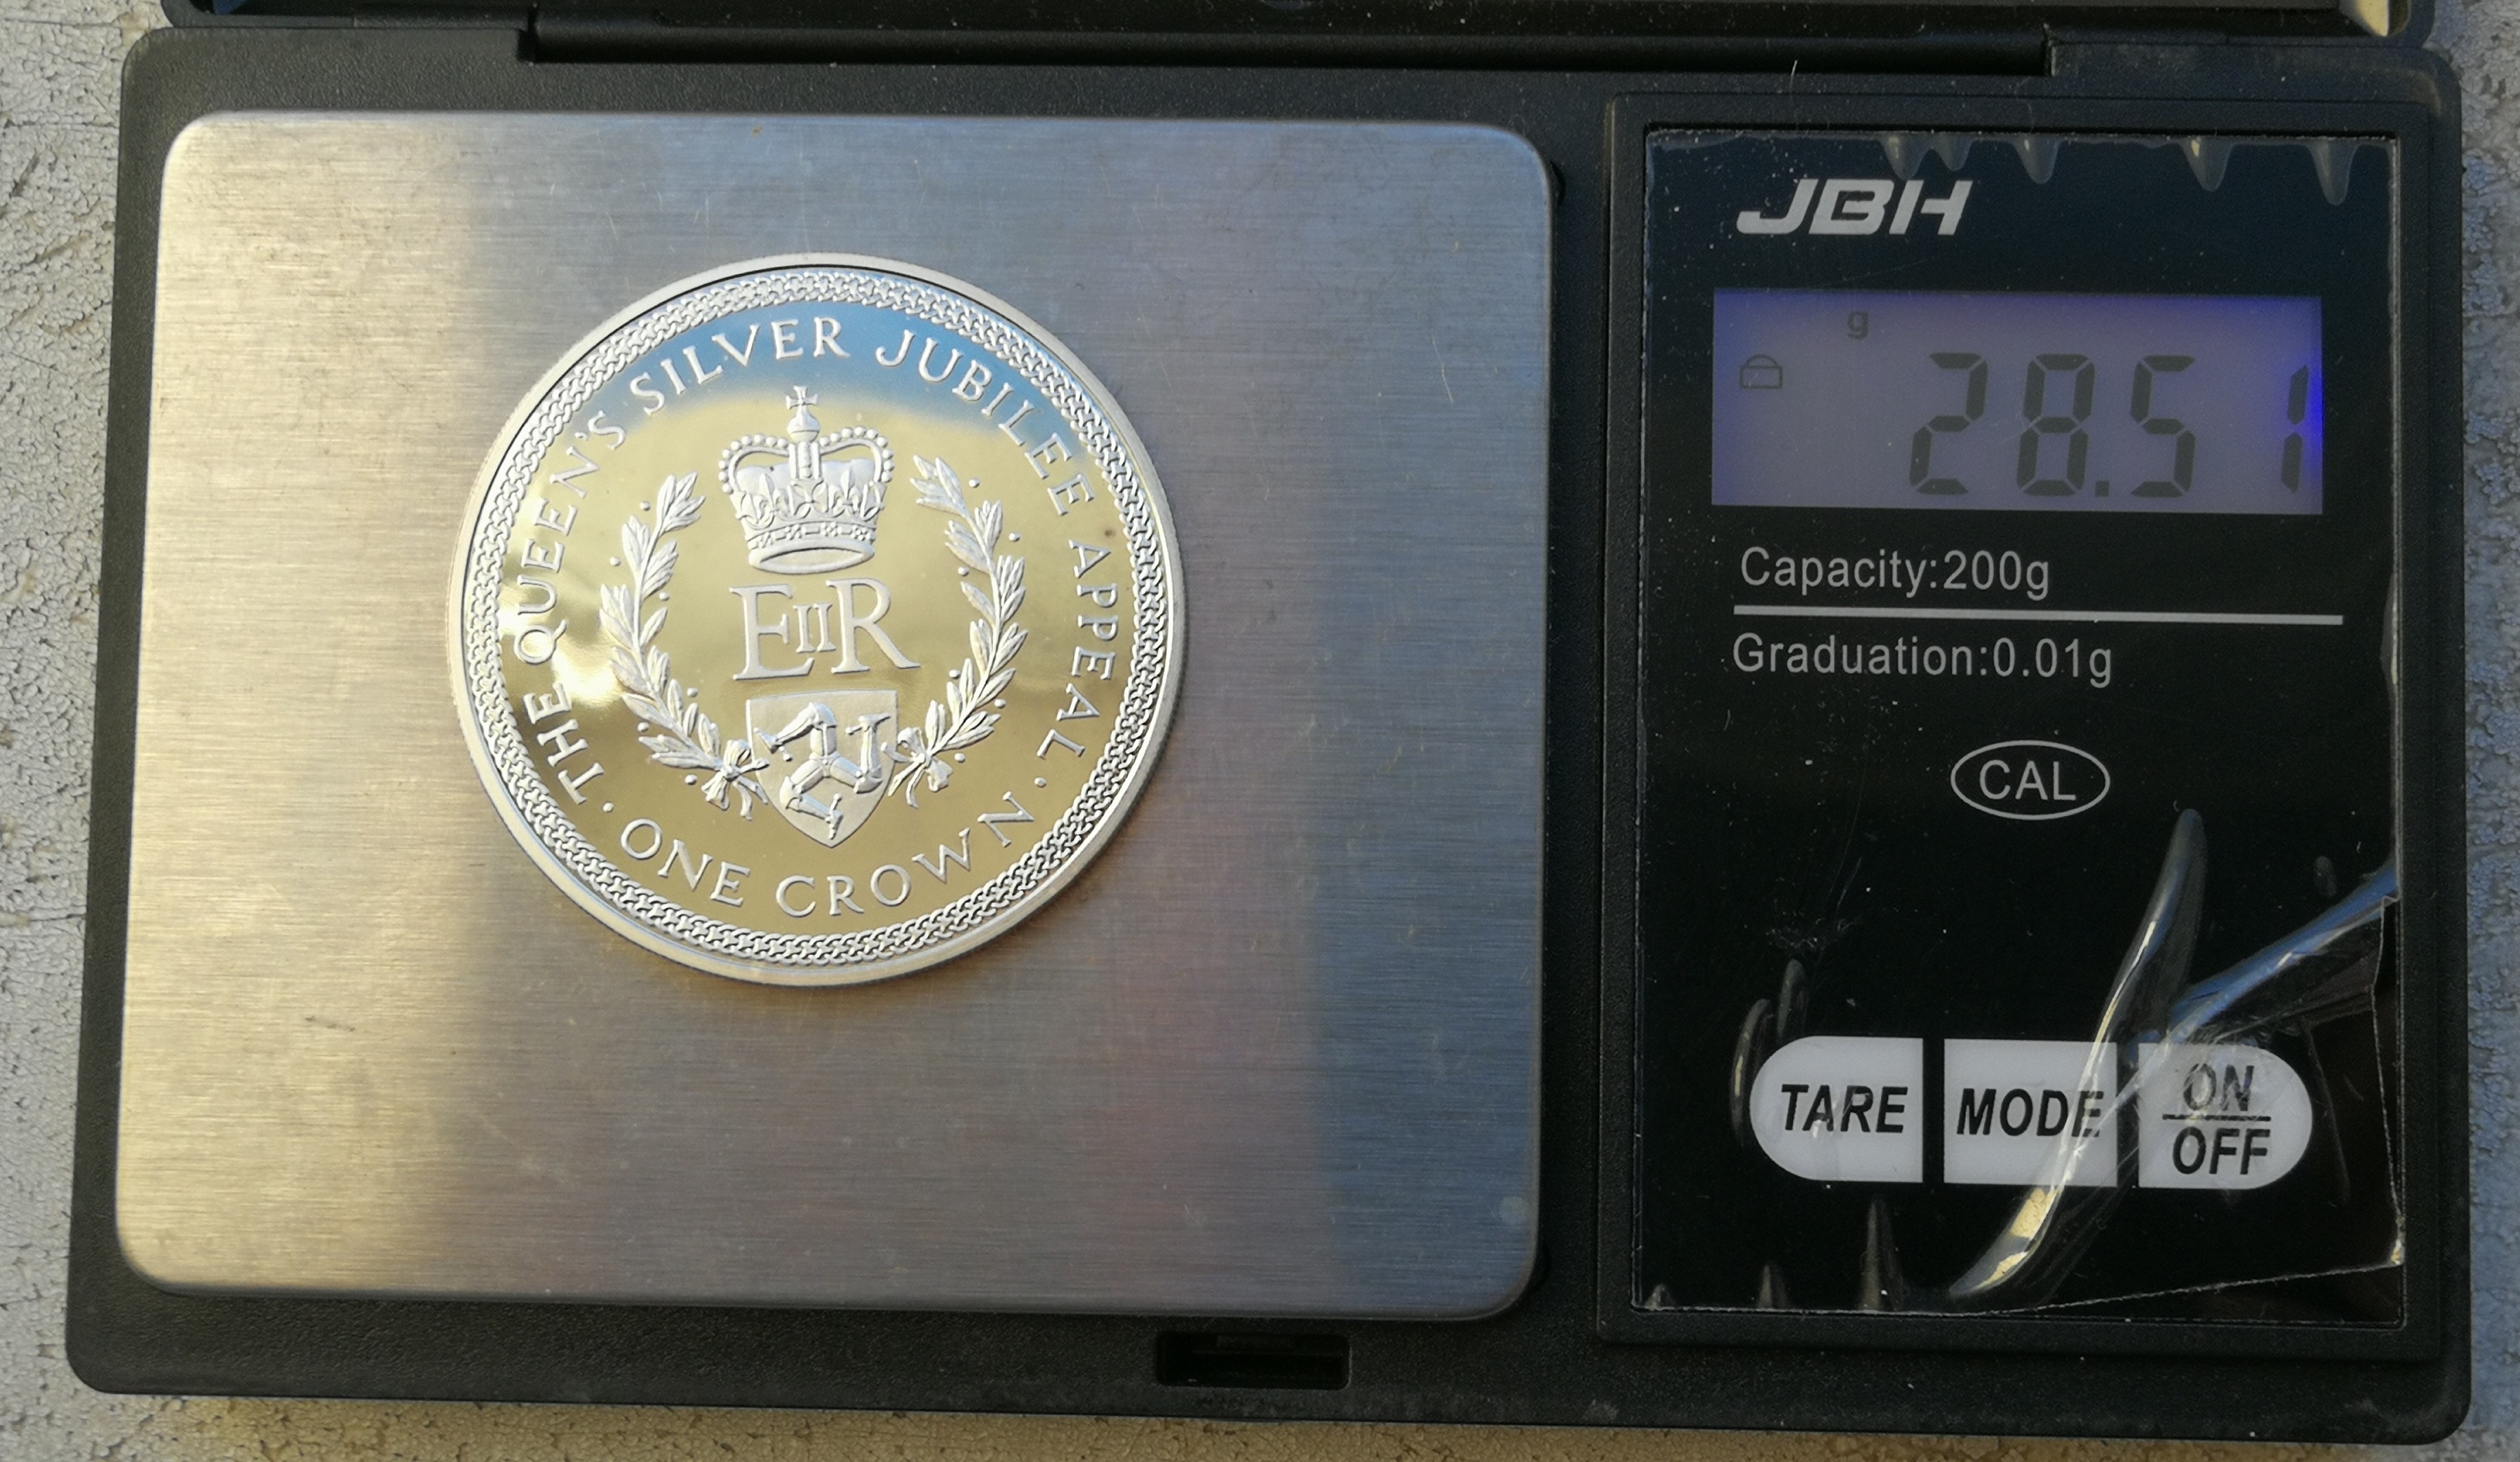 THE QUEEN'S SILVER JUBILEE APPEAL
EIIR
· ONE CROWN ·
JBH
g
28.51
Capacity:200g
Graduation:0.01g
CAL
TARE
MODE
ON
OFF